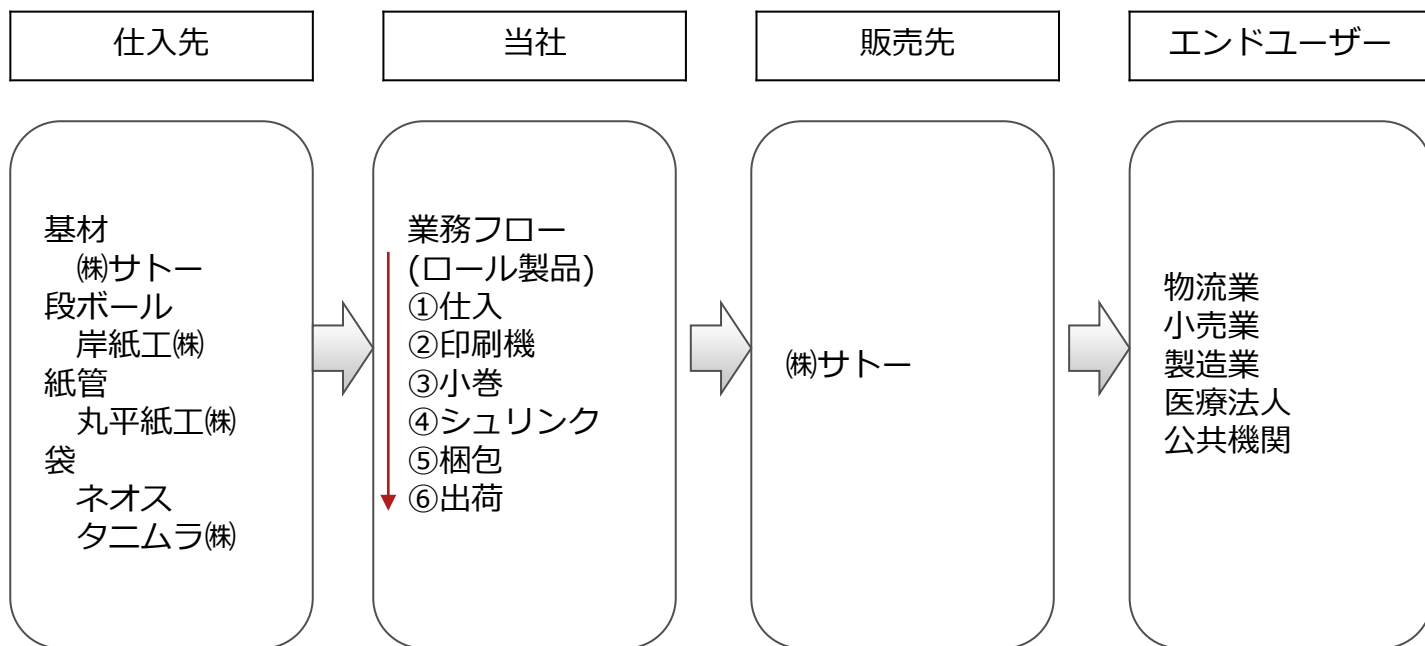 仕入先
当社
販売先
エンドユーザー
基材
㈱サトー
段ボール
岸紙工㈱
紙管
丸平紙工㈱
袋
ネオス
タニムラ㈱
業務フロー
(ロール製品)
①仕入
②印刷機
③小巻
④シュリンク
⑤梱包
⑥出荷
㈱サトー
物流業
小売業
製造業
医療法人
公共機関